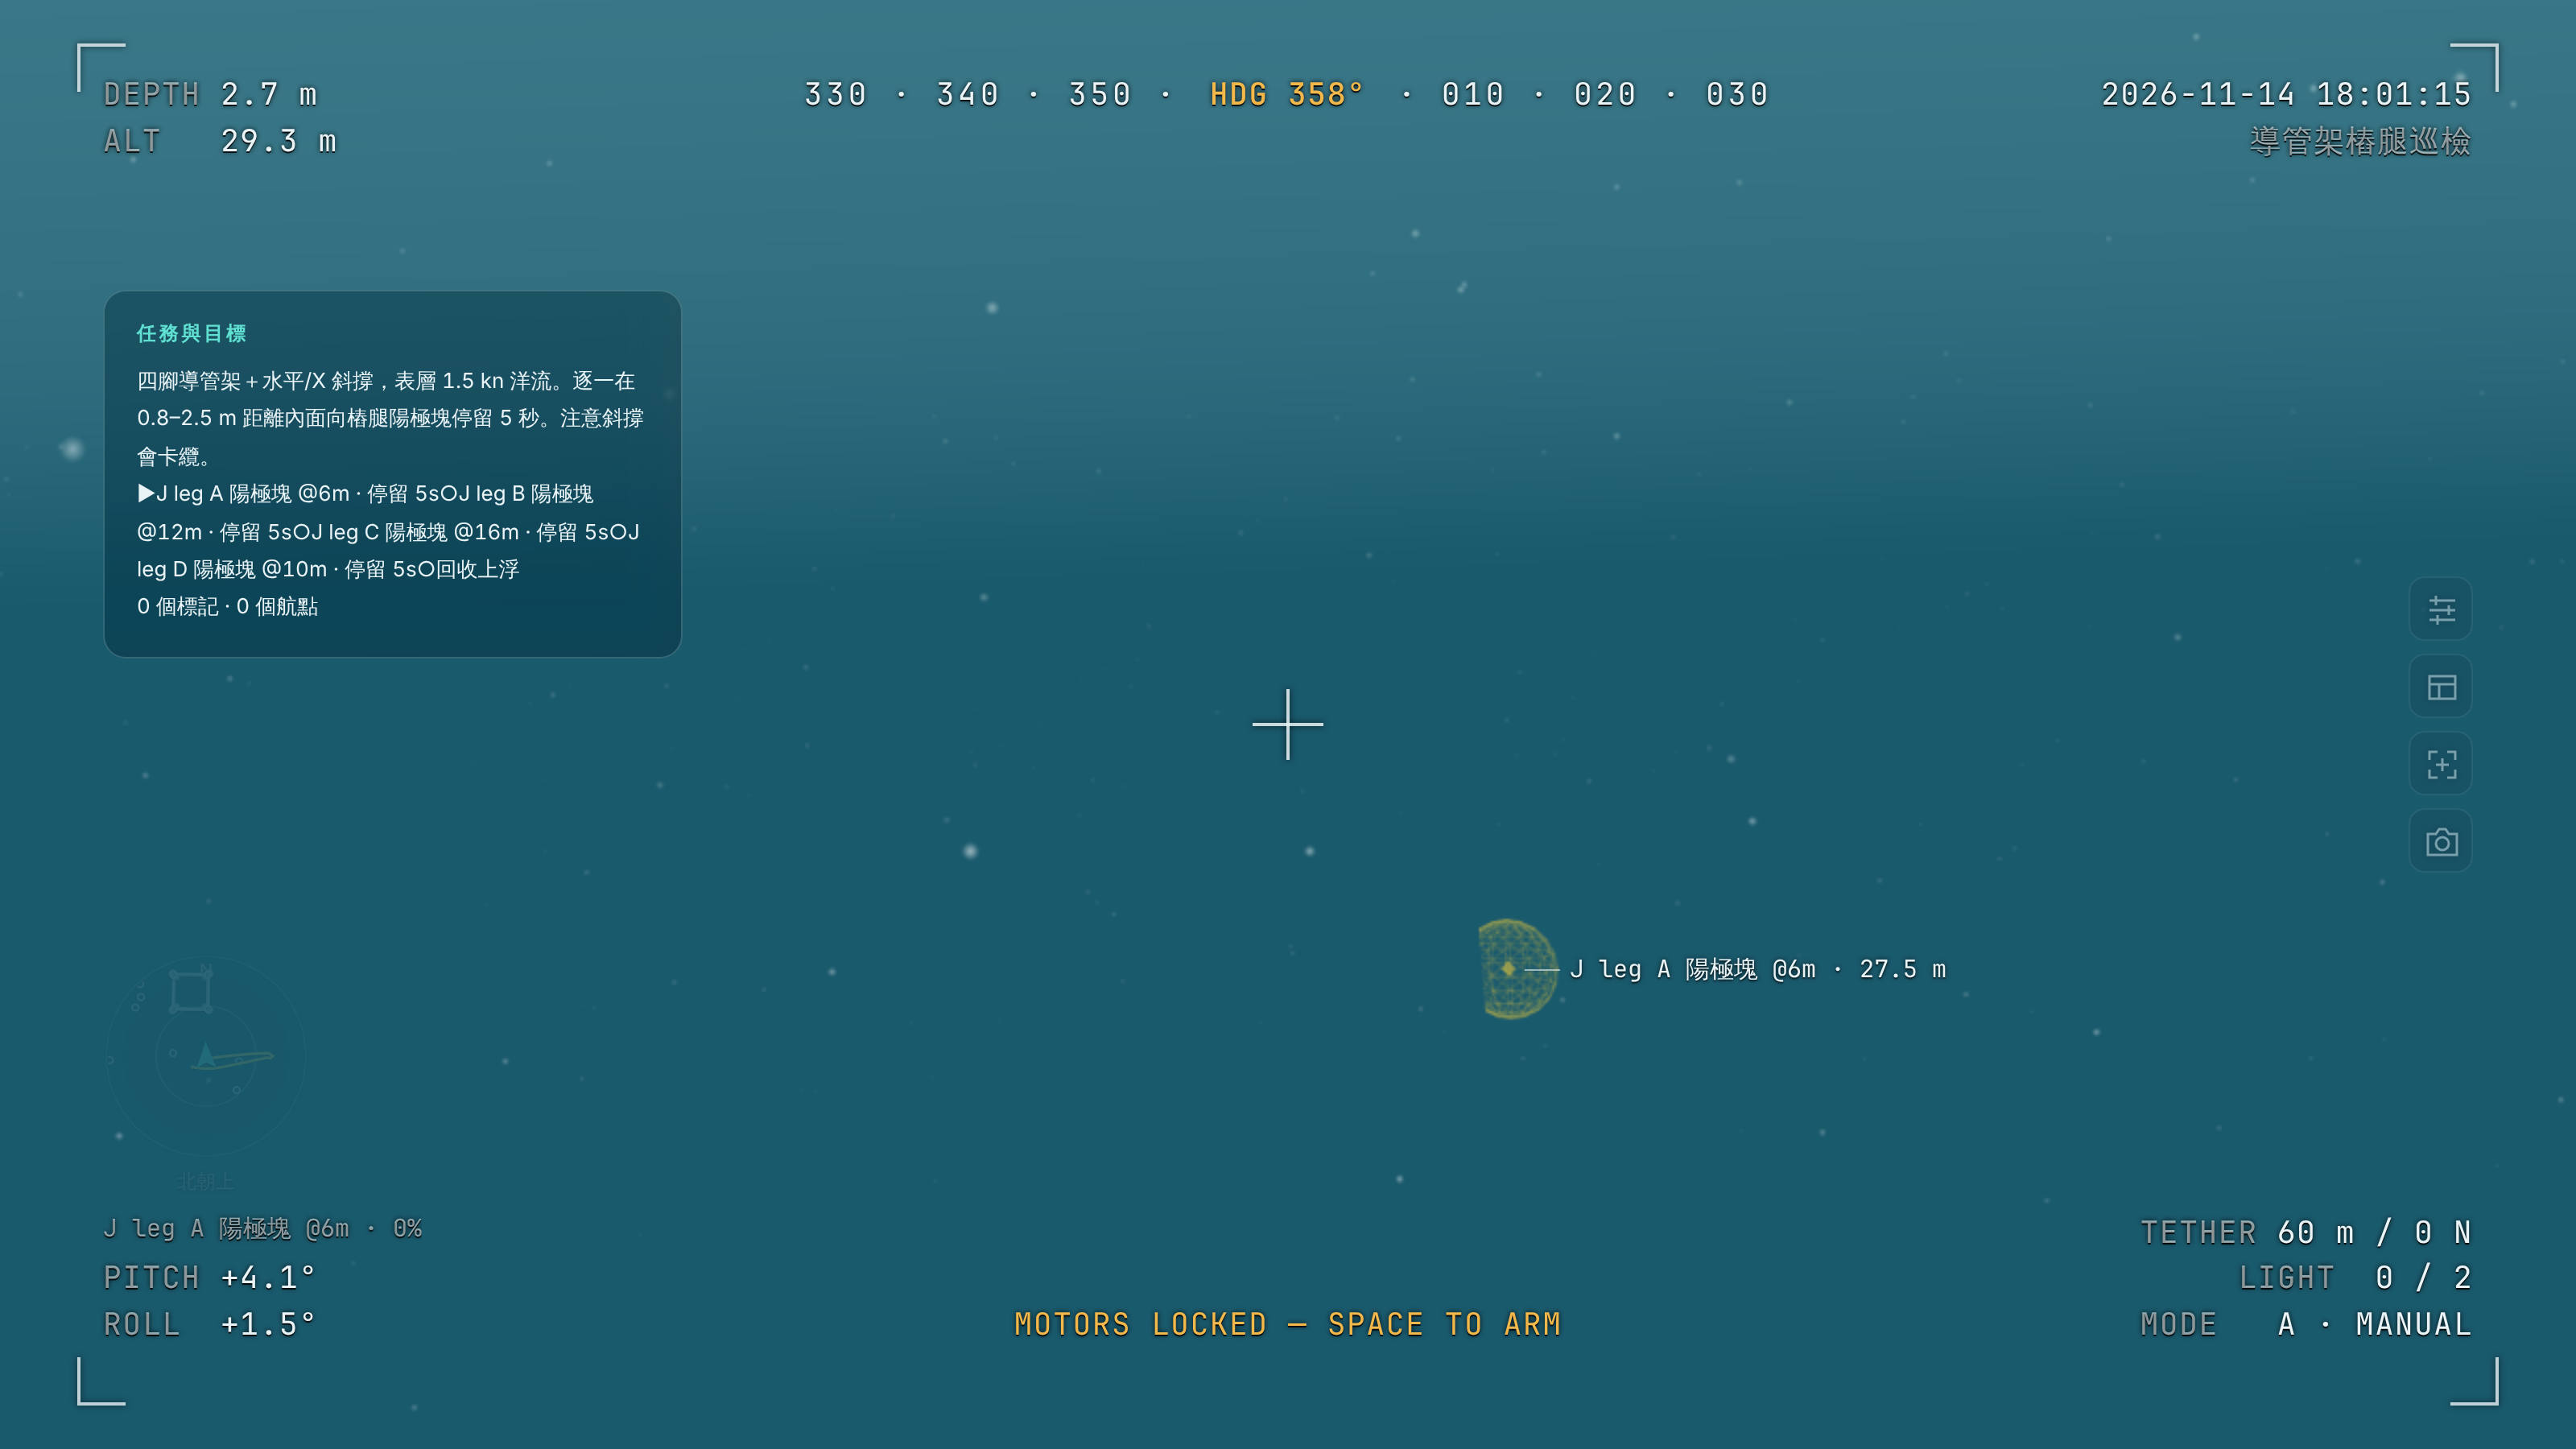 DEPTH 2.7 m
ALT 29.3 m
330 · 340 · 350 · HDG 358° · 010 · 020 · 030
2026-11-14 18:01:15
導管架樁腿巡檢
任務與目標
四腳導管架＋水平/X 斜撐，表層 1.5 kn 洋流。逐一在
0.8–2.5 m 距離內面向樁腿陽極塊停留 5 秒。注意斜撐
會卡纜。
▶J leg A 陽極塊 @6m · 停留 5s○J leg B 陽極塊
@12m · 停留 5s○J leg C 陽極塊 @16m · 停留 5s○J
leg D 陽極塊 @10m · 停留 5s○回收上浮
0 個標記 · 0 個航點
J leg A 陽極塊 @6m · 27.5 m
N
北朝上
J leg A 陽極塊 @6m · 0%
PITCH +4.1°
ROLL +1.5°
MOTORS LOCKED — SPACE TO ARM
TETHER 60 m / 0 N
LIGHT 0 / 2
MODE A · MANUAL